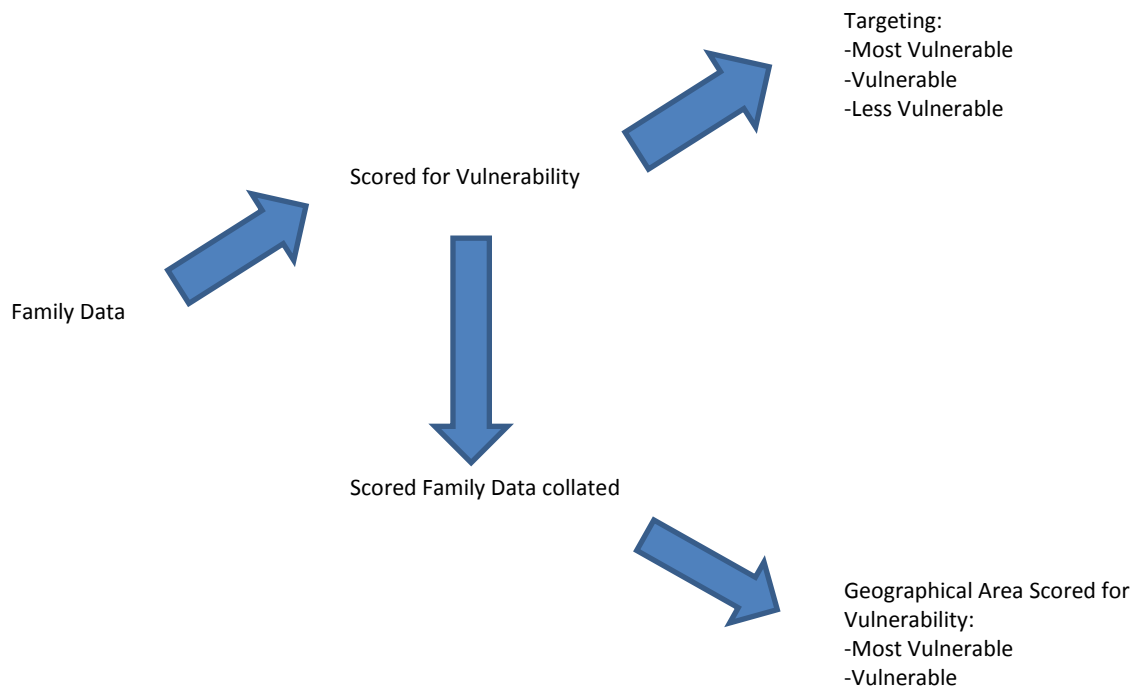 Targeting:
-Most Vulnerable
-Vulnerable
-Less Vulnerable
Scored for Vulnerability
Family Data
Scored Family Data collated
Geographical Area Scored for
Vulnerability:
-Most Vulnerable
-Vulnerable